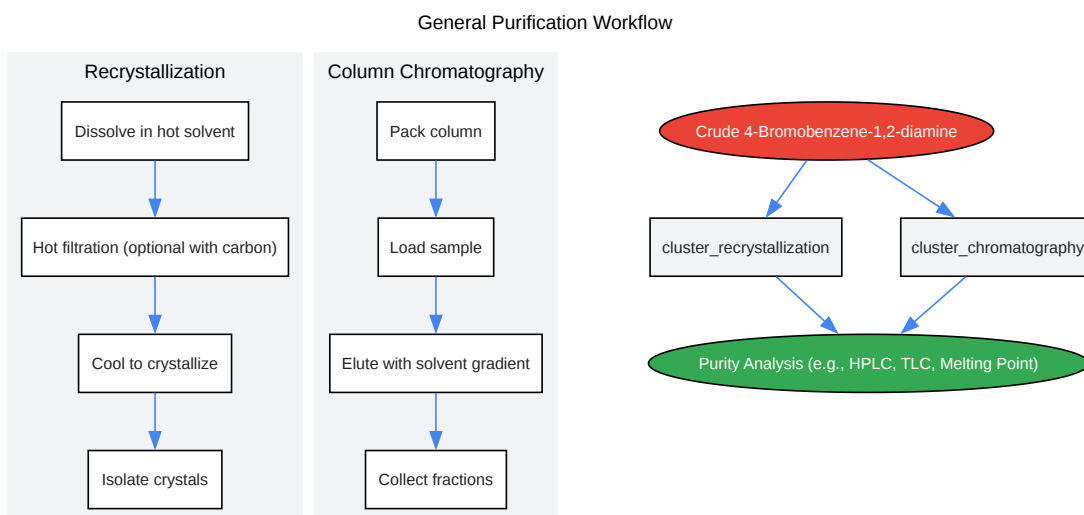 General Purification Workflow
Recrystallization
Dissolve in hot solvent
Hot filtration (optional with carbon)
Cool to crystallize
Isolate crystals
Column Chromatography
Pack column
Load sample
Elute with solvent gradient
Collect fractions
Crude 4-Bromobenzene-1,2-diamine
cluster_recrystallization
cluster_chromatography
Purity Analysis (e.g., HPLC, TLC, Melting Point)